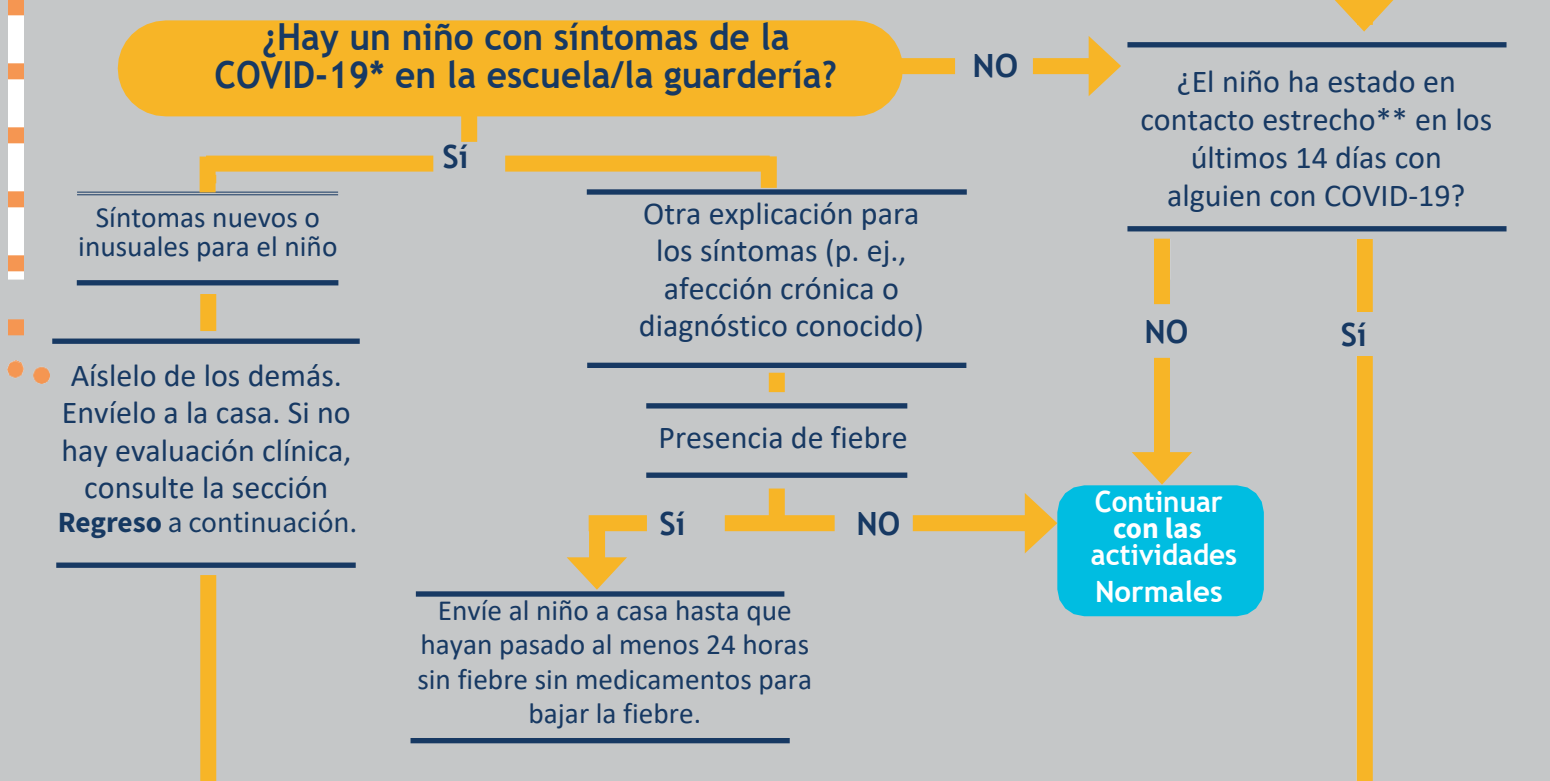 ¿Hay un niño con síntomas de la
COVID-19* en la escuela/la guardería?
NO
¿El niño ha estado en
contacto estrecho** en los
últimos 14 días con
alguien con COVID-19?
Sí
Síntomas nuevos o
inusuales para el niño
Otra explicación para
los síntomas (p. ej.,
afección crónica o
diagnóstico conocido)
NO
Sí
Aíslelo de los demás.
Envíelo a la casa. Si no
hay evaluación clínica,
consulte la sección
Regreso a continuación.
Presencia de fiebre
Sí
NO
Continuar
con las
actividades
Normales
Envíe al niño a casa hasta que
hayan pasado al menos 24 horas
sin fiebre sin medicamentos para
bajar la fiebre.